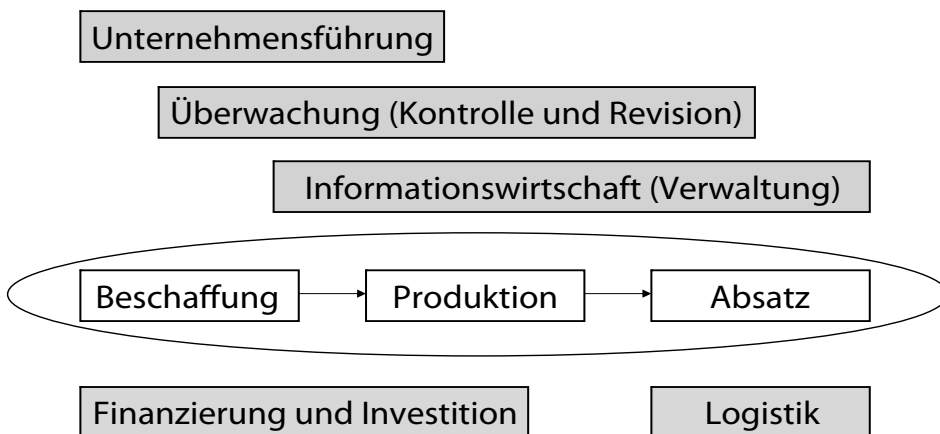 Unternehmensführung
Überwachung (Kontrolle und Revision)
Informationswirtschaft (Verwaltung)
Beschaffung
Produktion
Absatz
Finanzierung und Investition
Logistik